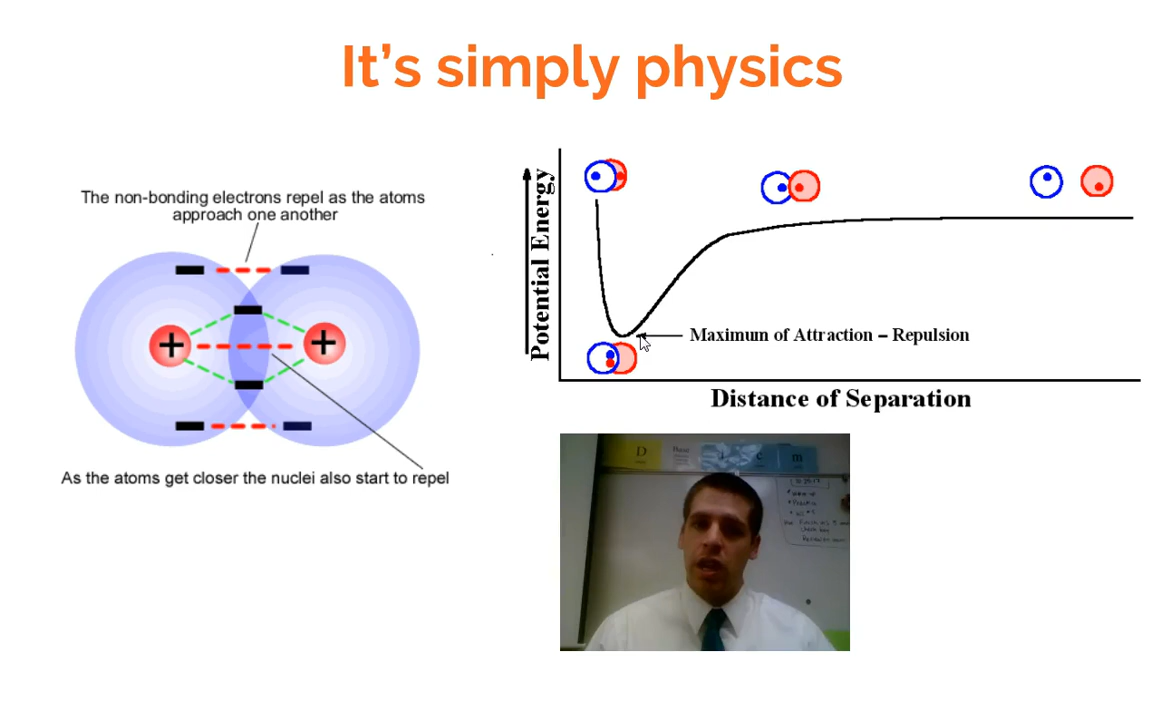 It's simply physics
The non-bonding electrons repel as the atoms
approach one another
+
+
As the atoms get closer the nuclei also start to repel
Potential Energy
Maximum of Attraction – Repulsion
Distance of Separation
D
m